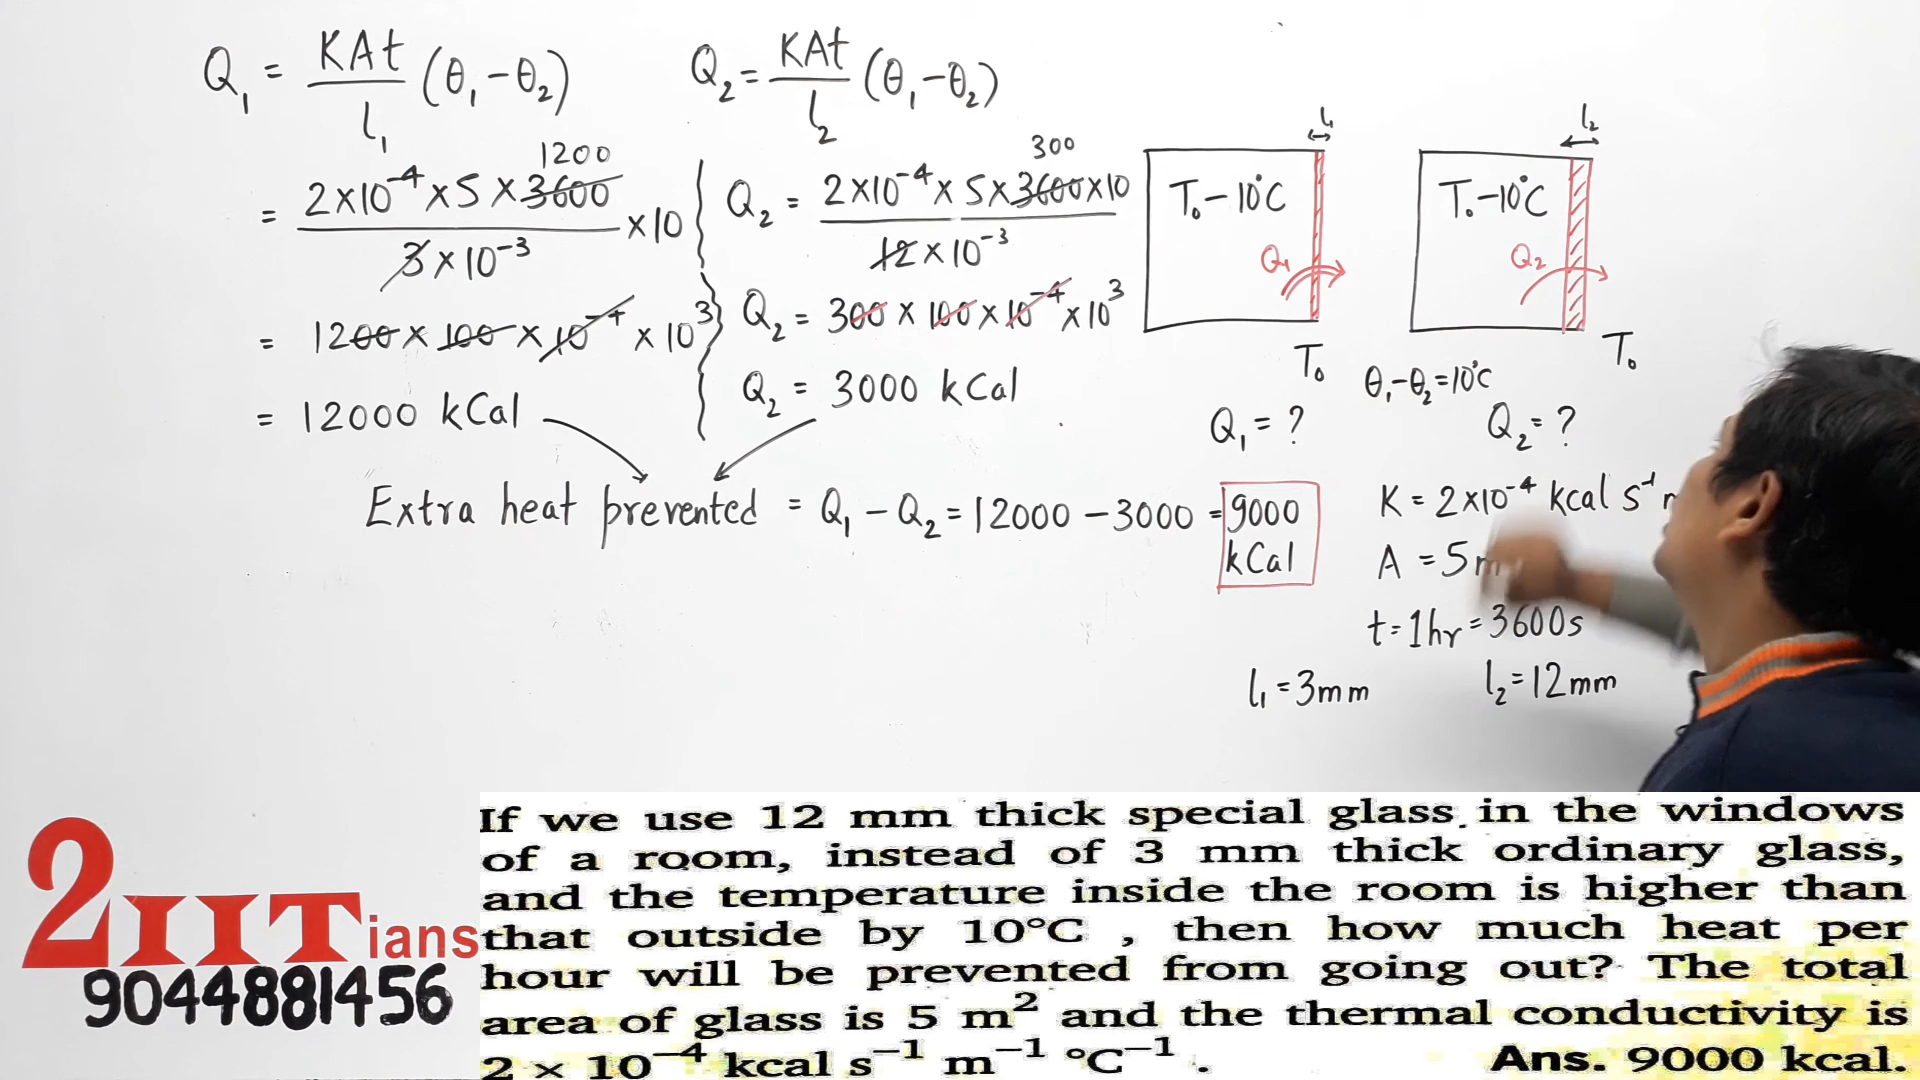 Q₁ = KAt/l₁ (θ₁-θ₂)
= 2×10⁻⁴×5×3600/3×10⁻³ ×10
1200
= 1200×100×10⁻⁴×10³
= 12000 kCal
Q₂ = KAt/l₂ (θ₁-θ₂)
300
Q₂ = 2×10⁻⁴×5×3600×10/12×10⁻³
Q₂ = 300×100×10⁻⁴×10³
Q₂ = 3000 kCal
Extra heat prevented = Q₁ - Q₂ = 12000 - 3000 = 9000 kCal
l₁
T₀-10°C
Q₁
T₀
l₂
T₀-10°C
Q₂
T₀
θ₁-θ₂=10°C
Q₁ = ?
Q₂ = ?
K = 2×10⁻⁴ kcal s⁻¹
A = 5m
t = 1hr = 3600s
l₁ = 3mm
l₂ = 12mm
2IITians
9044881456
If we use 12 mm thick special glass in the windows
of a room, instead of 3 mm thick ordinary glass,
and the temperature inside the room is higher than
that outside by 10°C , then how much heat per
hour will be prevented from going out? The total
area of glass is 5 m² and the thermal conductivity is
2 × 10⁻⁴ kcal s⁻¹ m⁻¹ °C⁻¹ . Ans. 9000 kcal.